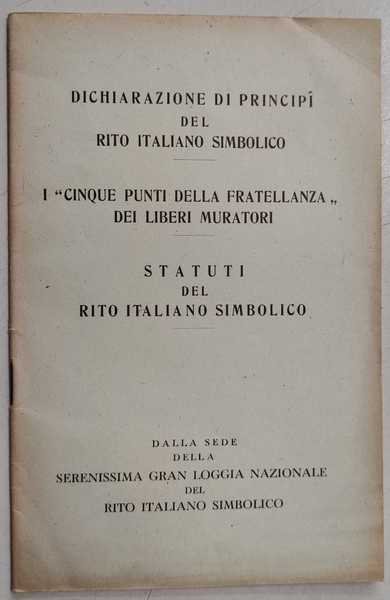 DICHIARAZIONE DI PRINCIPÎ
DEL
RITO ITALIANO SIMBOLICO
I "CINQUE PUNTI DELLA FRATELLANZA„
DEI LIBERI MURATORI
STATUTI
DEL
RITO ITALIANO SIMBOLICO
DALLA SEDE
DELLA
SERENISSIMA GRAN LOGGIA NAZIONALE
DEL
RITO ITALIANO SIMBOLICO